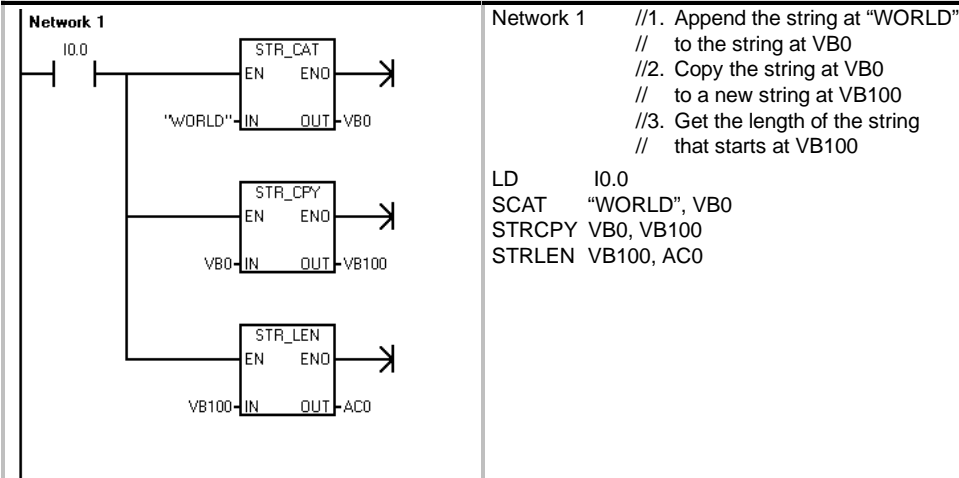 Network 1
I0.0
STR_CAT
EN ENO
"WORLD" IN OUT VB0
STR_CPY
EN ENO
VB0 IN OUT VB100
STR_LEN
EN ENO
VB100 IN OUT AC0
Network 1 //1. Append the string at “WORLD”
// to the string at VB0
//2. Copy the string at VB0
// to a new string at VB100
//3. Get the length of the string
// that starts at VB100
LD I0.0
SCAT “WORLD”, VB0
STRCPY VB0, VB100
STRLEN VB100, AC0